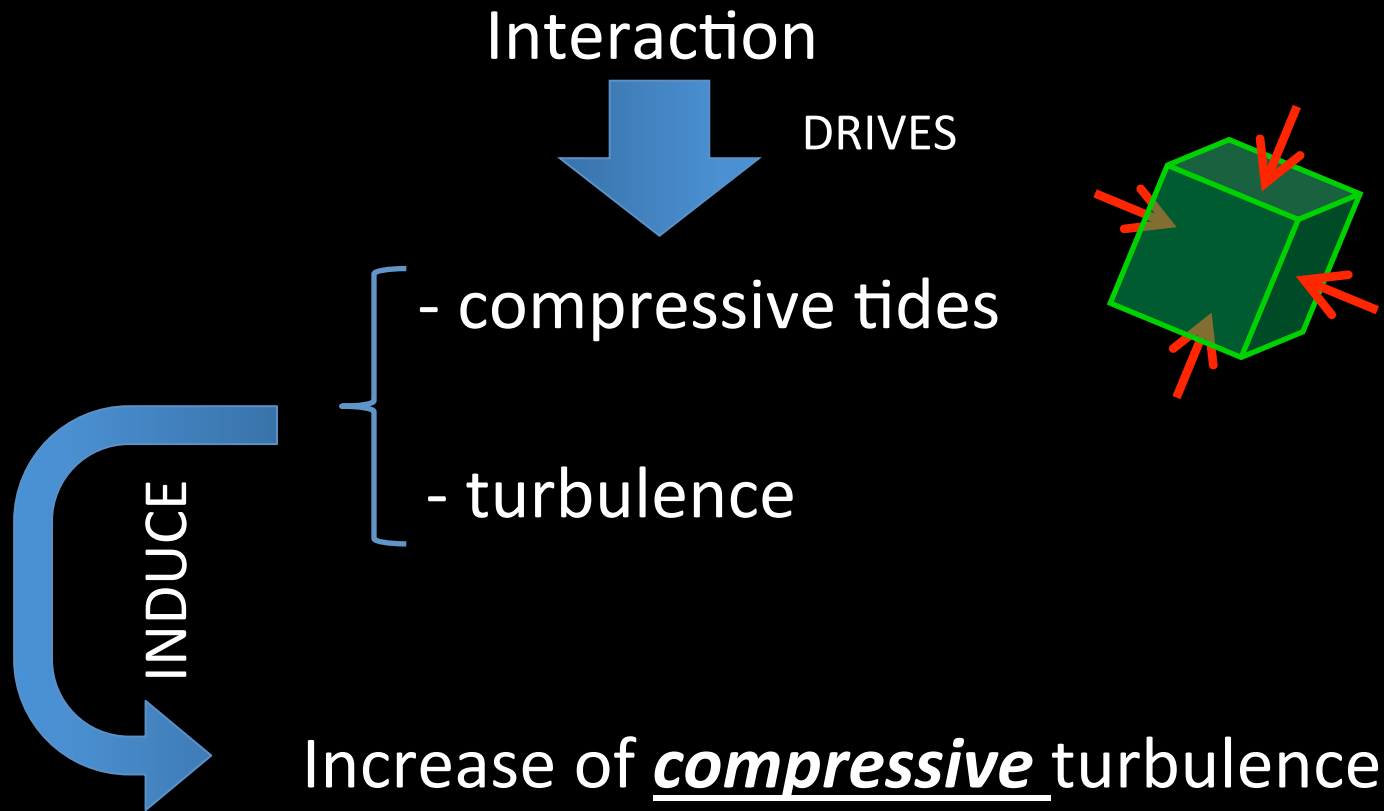 Interaction
DRIVES
- compressive tides
- turbulence
INDUCE
Increase of compressive turbulence